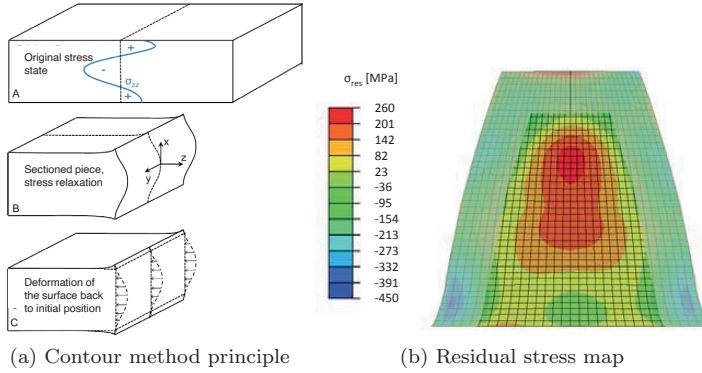 Original stress
state
+
-
σzz
+
A
Sectioned piece,
stress relaxation
x
z
y
B
Deformation of
the surface back
to initial position
C
σres [MPa]
260
201
142
82
23
-36
-95
-154
-213
-273
-332
-391
-450
(a) Contour method principle
(b) Residual stress map